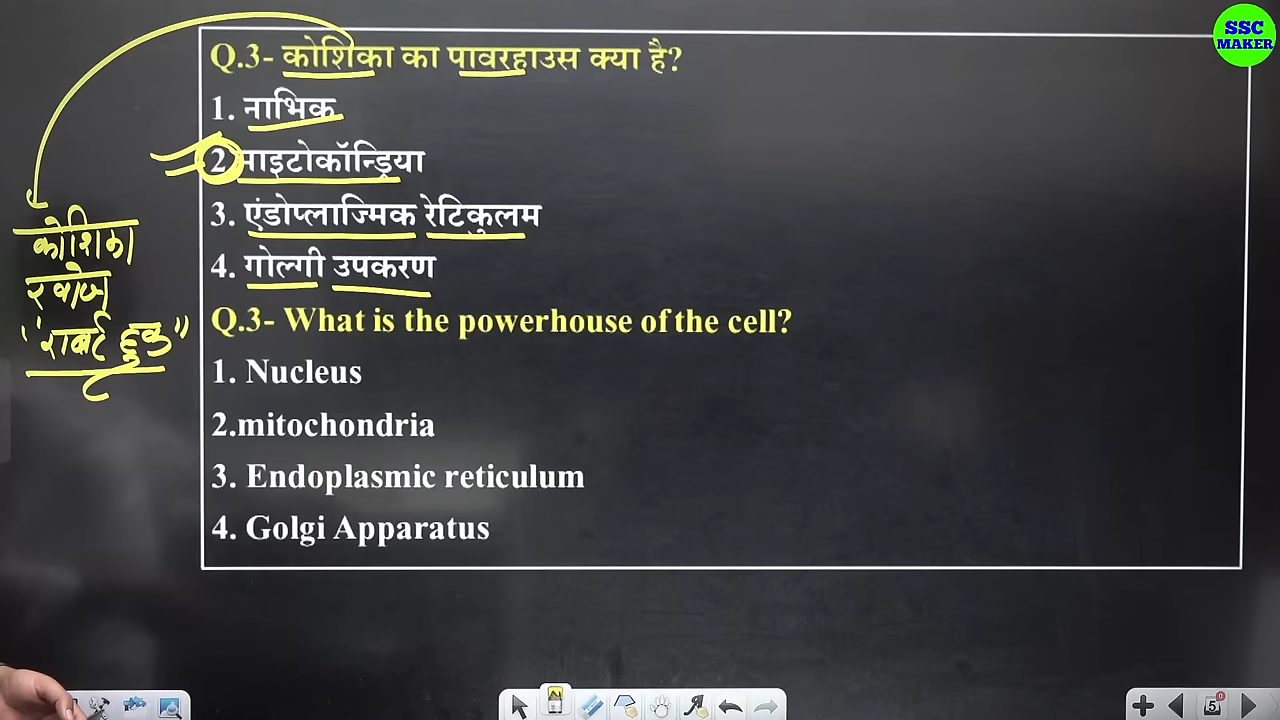 SSC
MAKER
Q.3- कोशिका का पावरहाउस क्या है?
1. नाभिक
2 माइटोकॉन्ड्रिया
3. एंडोप्लाज्मिक रेटिकुलम
4. गोल्गी उपकरण
कोशिका
खोज
"राबर्ट हुक"
Q.3- What is the powerhouse of the cell?
1. Nucleus
2.mitochondria
3. Endoplasmic reticulum
4. Golgi Apparatus
5